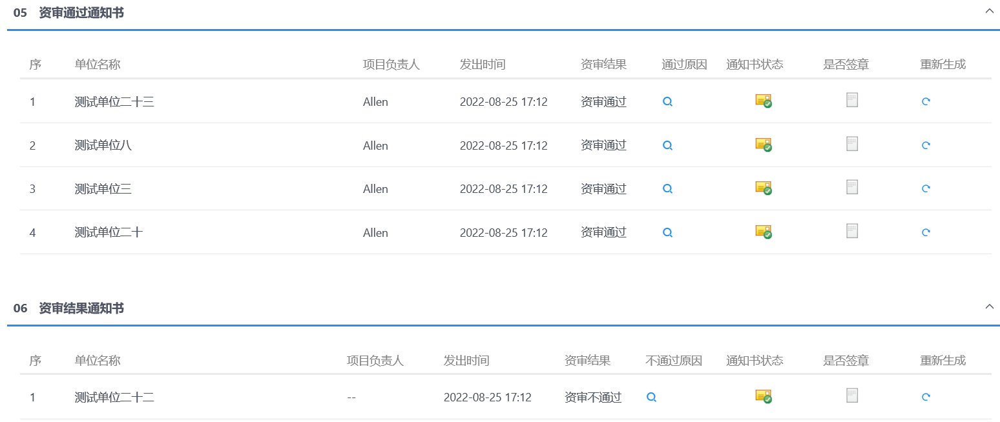 05 资审通过通知书
序 单位名称 项目负责人 发出时间 资审结果 通过原因 通知书状态 是否签章 重新生成
1 测试单位二十三 Allen 2022-08-25 17:12 资审通过
2 测试单位八 Allen 2022-08-25 17:12 资审通过
3 测试单位三 Allen 2022-08-25 17:12 资审通过
4 测试单位二十 Allen 2022-08-25 17:12 资审通过
06 资审结果通知书
序 单位名称 项目负责人 发出时间 资审结果 不通过原因 通知书状态 是否签章 重新生成
1 测试单位二十二 -- 2022-08-25 17:12 资审不通过